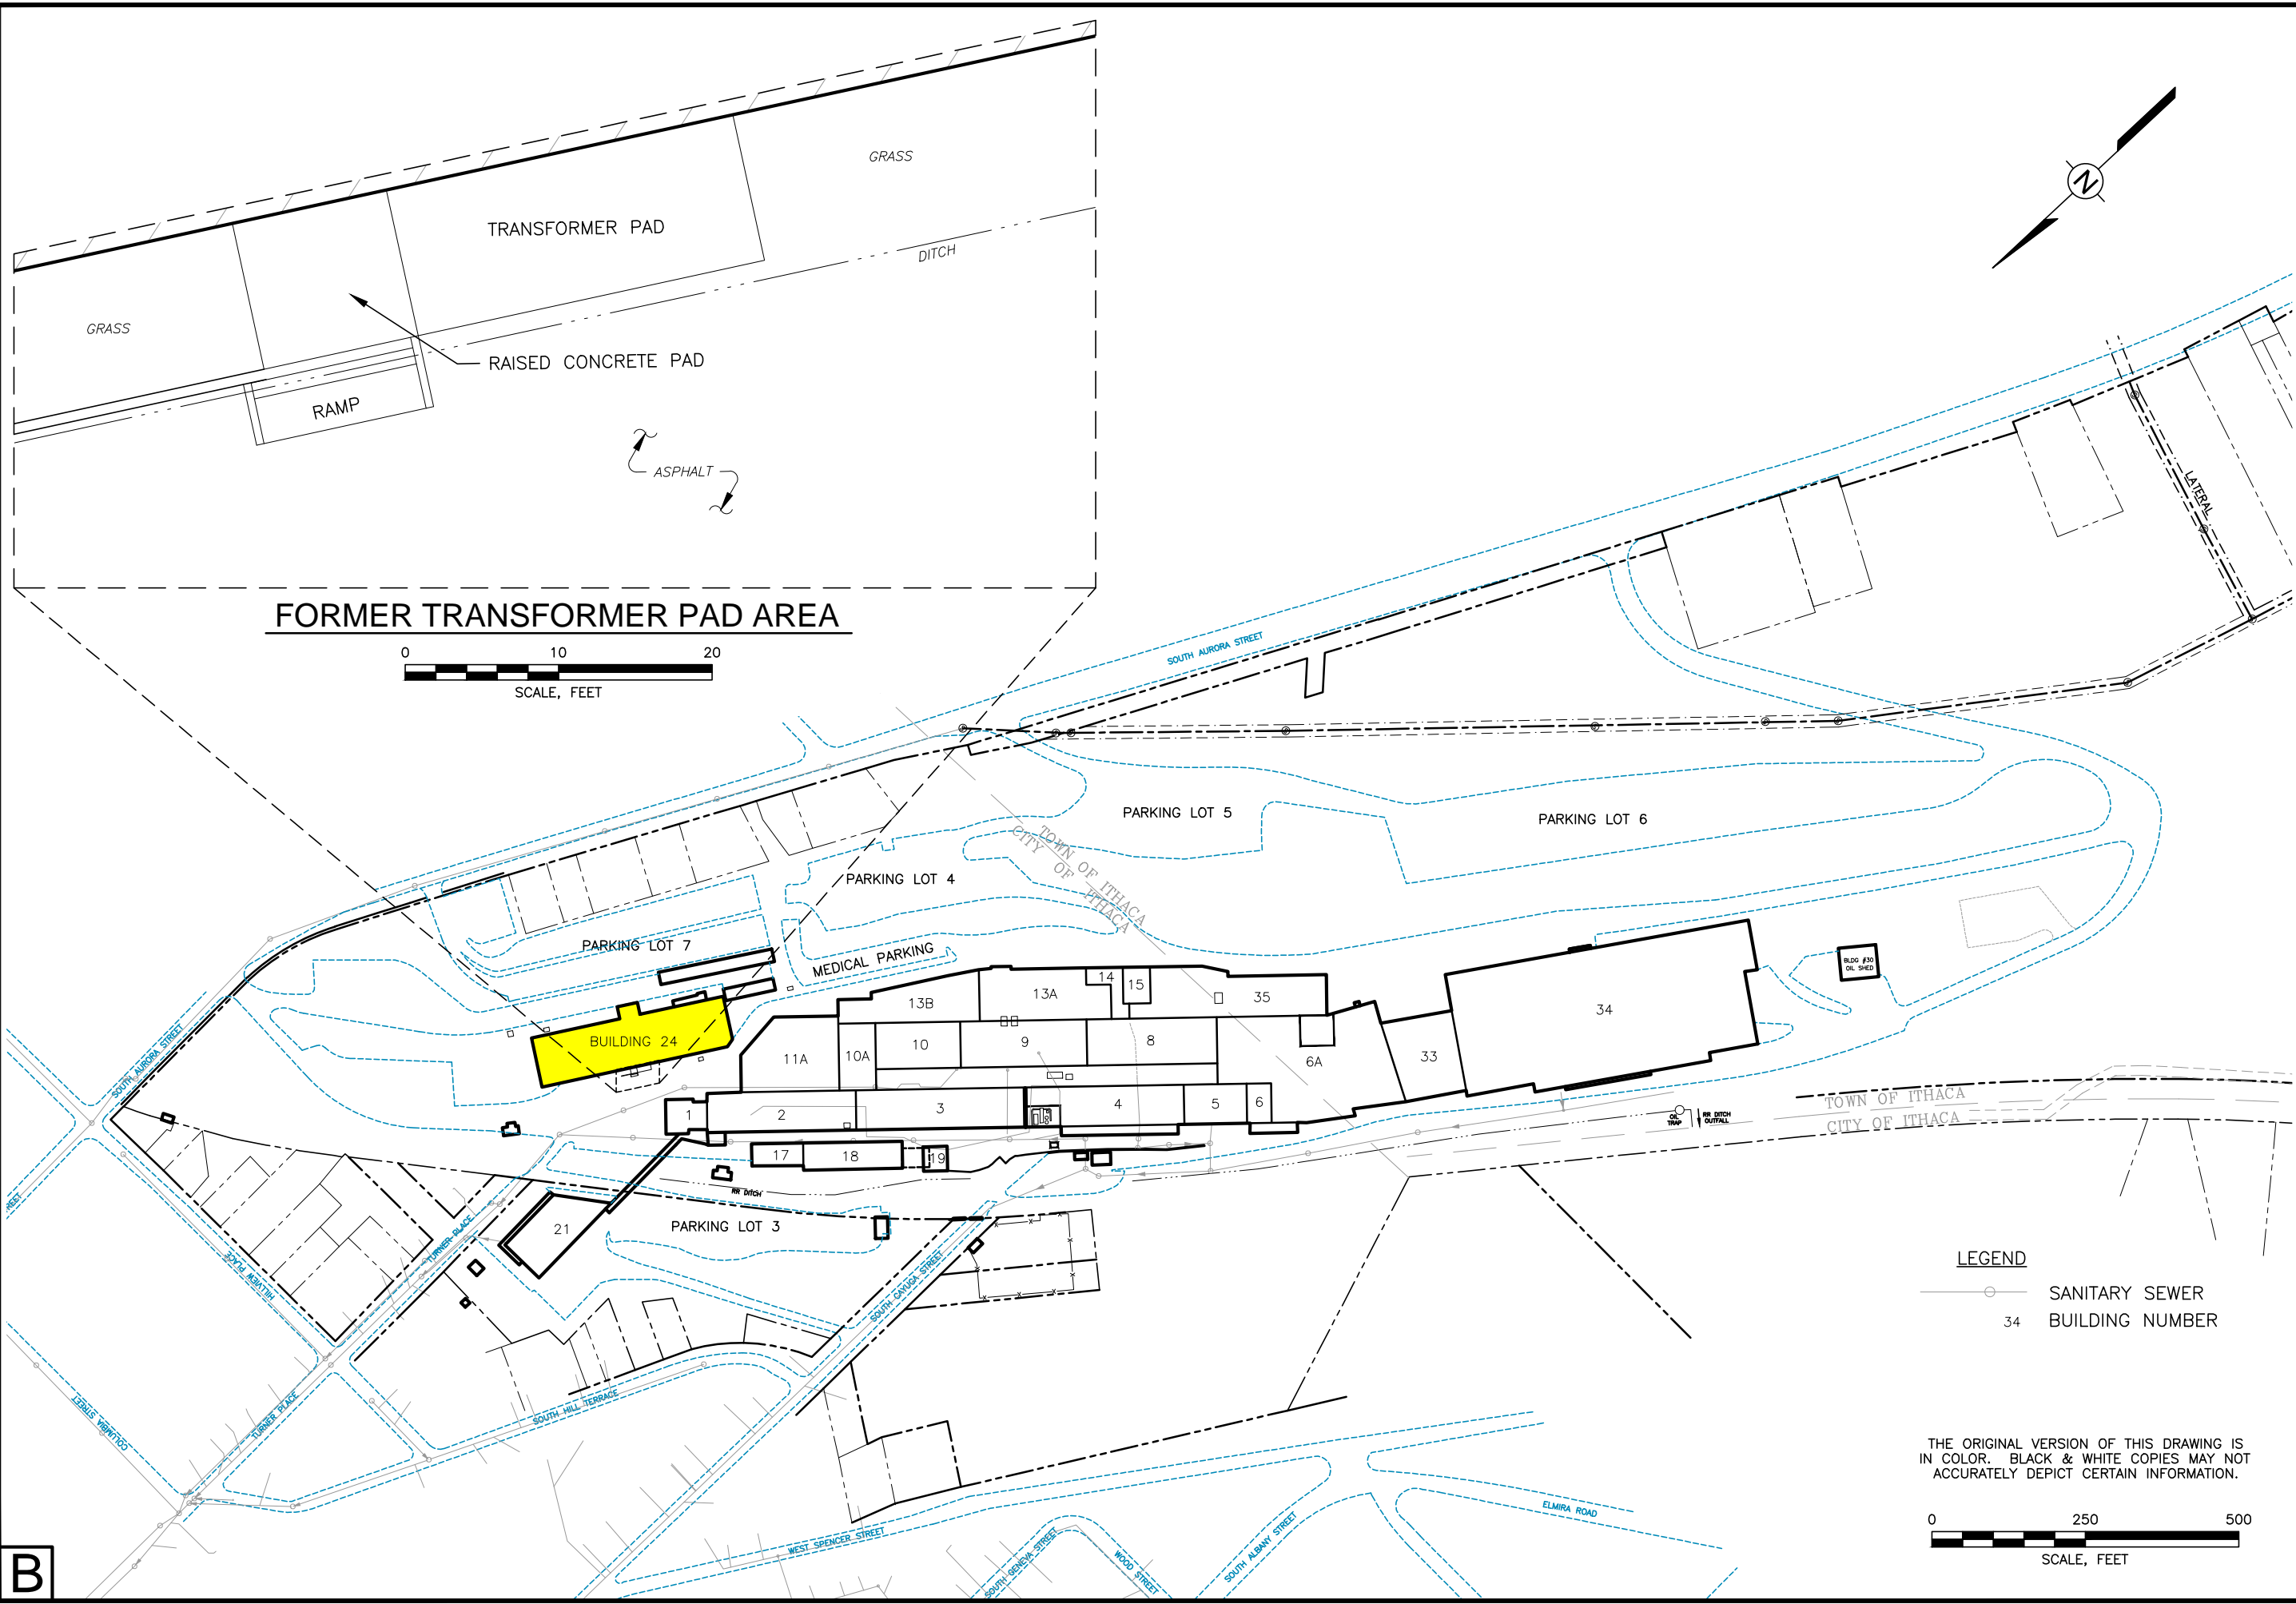 GRASS
TRANSFORMER PAD
DITCH
GRASS
RAISED CONCRETE PAD
RAMP
ASPHALT
N
FORMER TRANSFORMER PAD AREA
0 10 20
SCALE, FEET
LATERAL
SOUTH AURORA STREET
PARKING LOT 5
PARKING LOT 6
TOWN OF ITHACA
CITY OF ITHACA
PARKING LOT 4
PARKING LOT 7
MEDICAL PARKING
BLDG #30
OIL SHED
13B
13A
14
15
35
34
BUILDING 24
11A
10A
10
9
8
6A
33
SOUTH AURORA STREET
1
2
3
4
5
6
TOWN OF ITHACA
CITY OF ITHACA
OIL
TRAP
RR DITCH
OUTFALL
17
18
19
RR DITCH
21
PARKING LOT 3
TURNER PLACE
HILLVIEW PLACE
SOUTH CAYUGA STREET
LEGEND
SANITARY SEWER
34 BUILDING NUMBER
COLUMBIA STREET
TURNER PLACE
SOUTH HILL TERRACE
THE ORIGINAL VERSION OF THIS DRAWING IS
IN COLOR. BLACK & WHITE COPIES MAY NOT
ACCURATELY DEPICT CERTAIN INFORMATION.
WEST SPENCER STREET
SOUTH GENEVA STREET
WOOD STREET
SOUTH ALBANY STREET
ELMIRA ROAD
0 250 500
SCALE, FEET
B